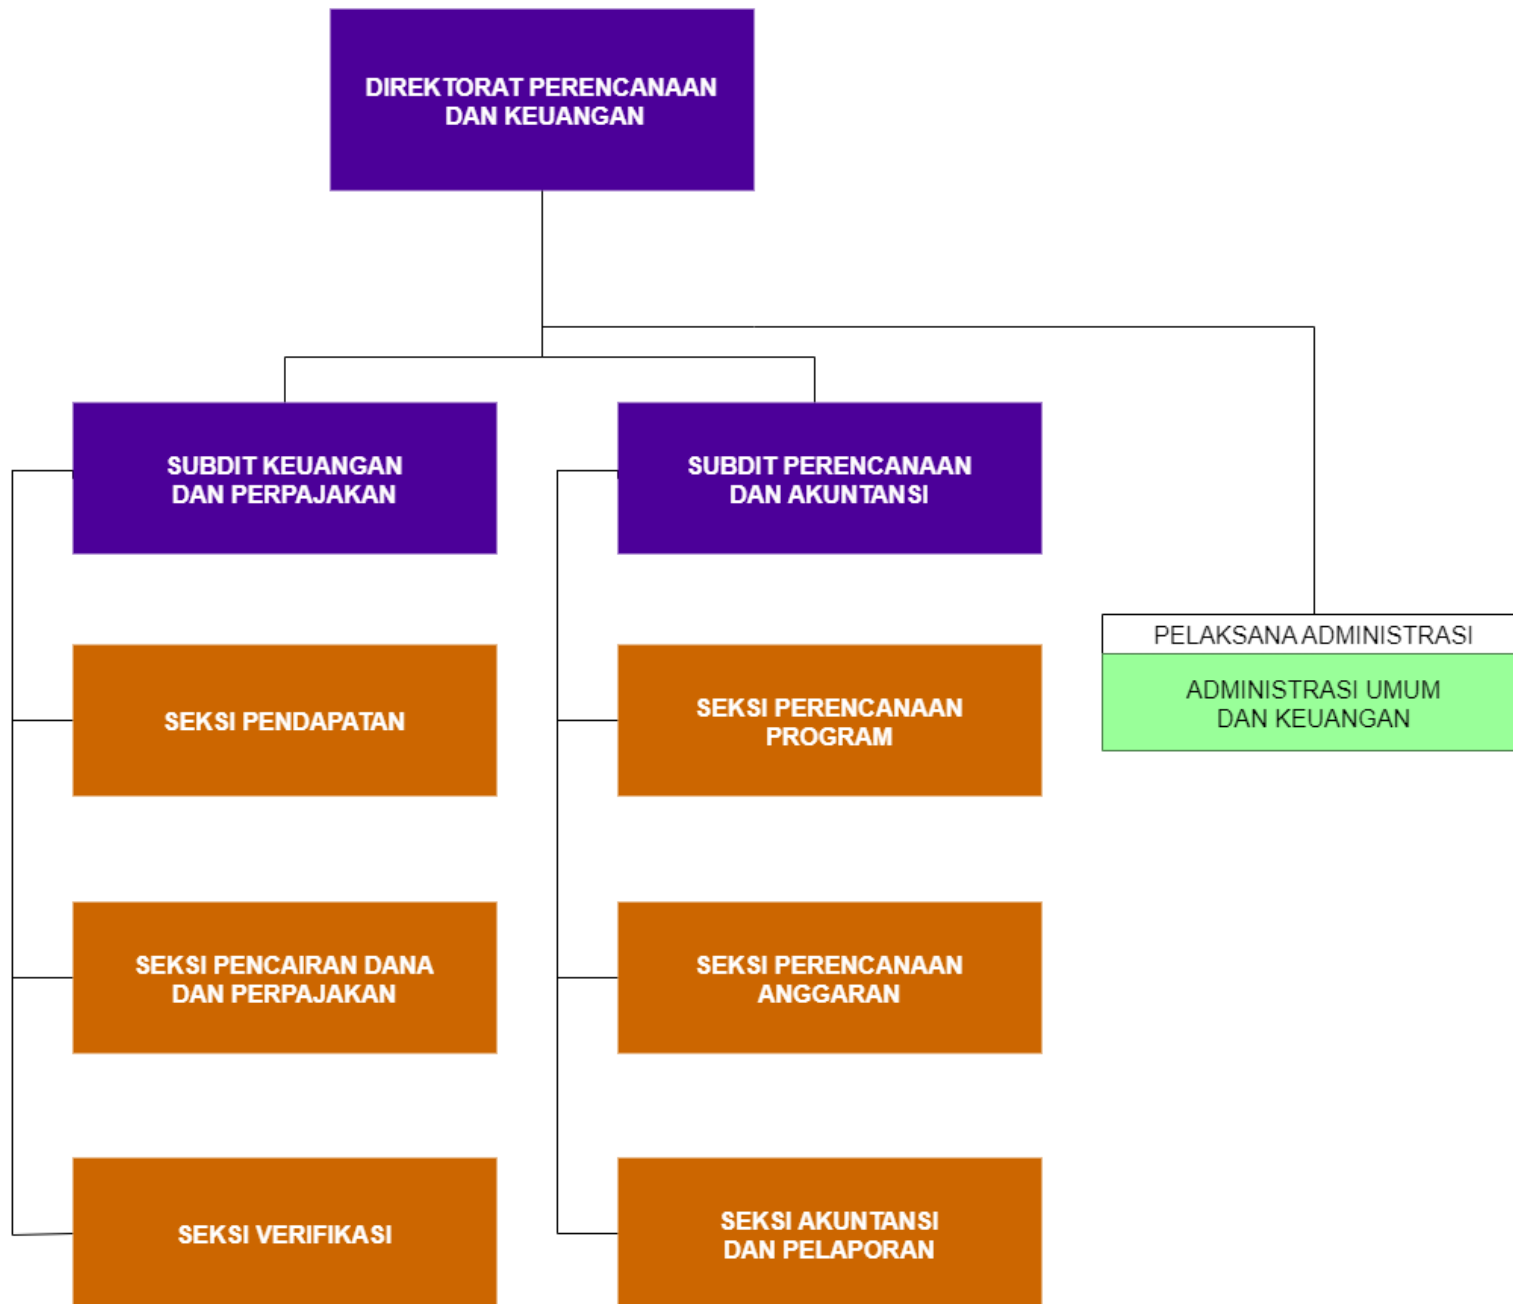 DIREKTORAT PERENCANAAN
DAN KEUANGAN
SUBDIT KEUANGAN
DAN PERPAJAKAN
SUBDIT PERENCANAAN
DAN AKUNTANSI
PELAKSANA ADMINISTRASI
ADMINISTRASI UMUM
DAN KEUANGAN
SEKSI PENDAPATAN
SEKSI PERENCANAAN
PROGRAM
SEKSI PENCAIRAN DANA
DAN PERPAJAKAN
SEKSI PERENCANAAN
ANGGARAN
SEKSI VERIFIKASI
SEKSI AKUNTANSI
DAN PELAPORAN